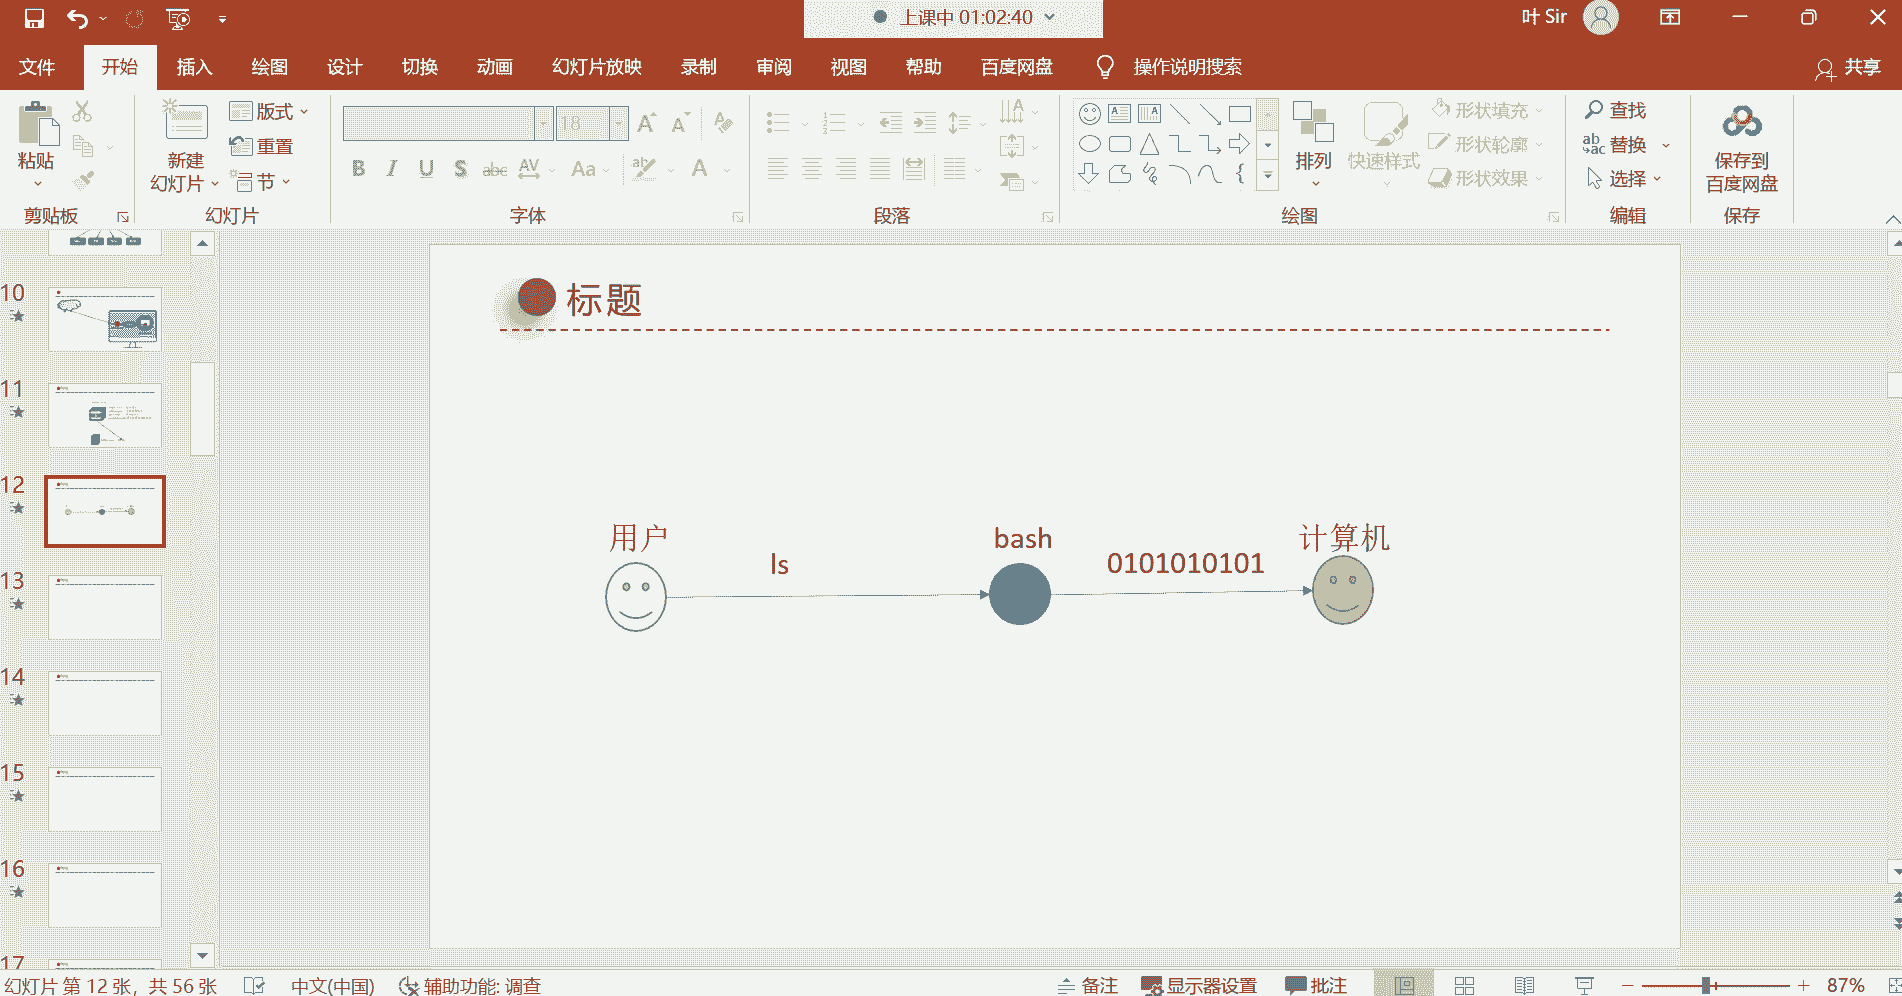 上课中 01:02:40
叶 Sir
文件 开始 插入 绘图 设计 切换 动画 幻灯片放映 录制 审阅 视图 帮助 百度网盘 操作说明搜索 共享
粘贴
剪贴板
新建
幻灯片
版式
重置
节
幻灯片
18
B I U S abc AV Aa A
字体
段落
排列
快速样式
形状填充
形状轮廓
形状效果
绘图
查找
替换
选择
编辑
保存到
百度网盘
保存
10
11
12
13
14
15
16
17
标题
用户
ls
bash
0101010101
计算机
幻灯片 第 12 张, 共 56 张 中文(中国) 辅助功能: 调查 备注 显示器设置 批注 87%